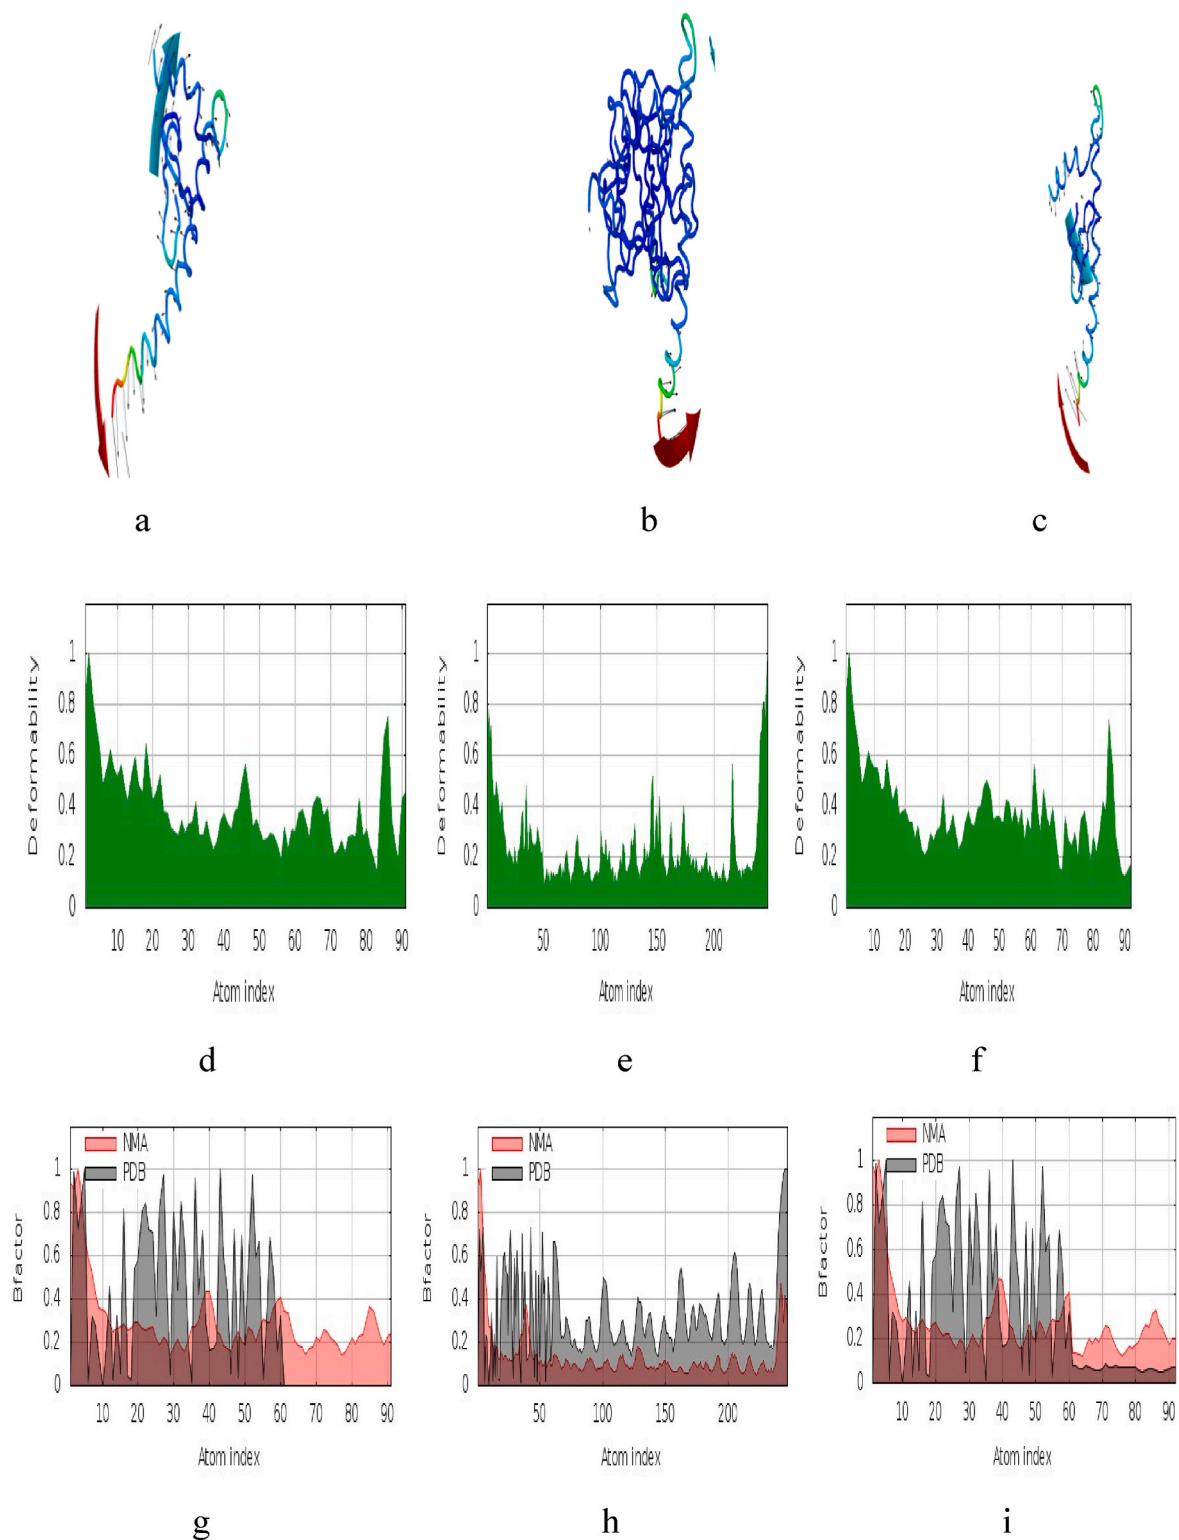 a b c
Deformability Deformability Deformability
1 1 1
0.8 0.8 0.8
0.6 0.6 0.6
0.4 0.4 0.4
0.2 0.2 0.2
0 0 0
10 20 30 40 50 60 70 80 90 50 100 150 200 10 20 30 40 50 60 70 80 90
Atom index Atom index Atom index
d e f
NMA NMA NMA
PDB PDB PDB
Bfactor Bfactor Bfactor
1 1 1
0.8 0.8 0.8
0.6 0.6 0.6
0.4 0.4 0.4
0.2 0.2 0.2
0 0 0
10 20 30 40 50 60 70 80 90 50 100 150 200 10 20 30 40 50 60 70 80 90
Atom index Atom index Atom index
g h i